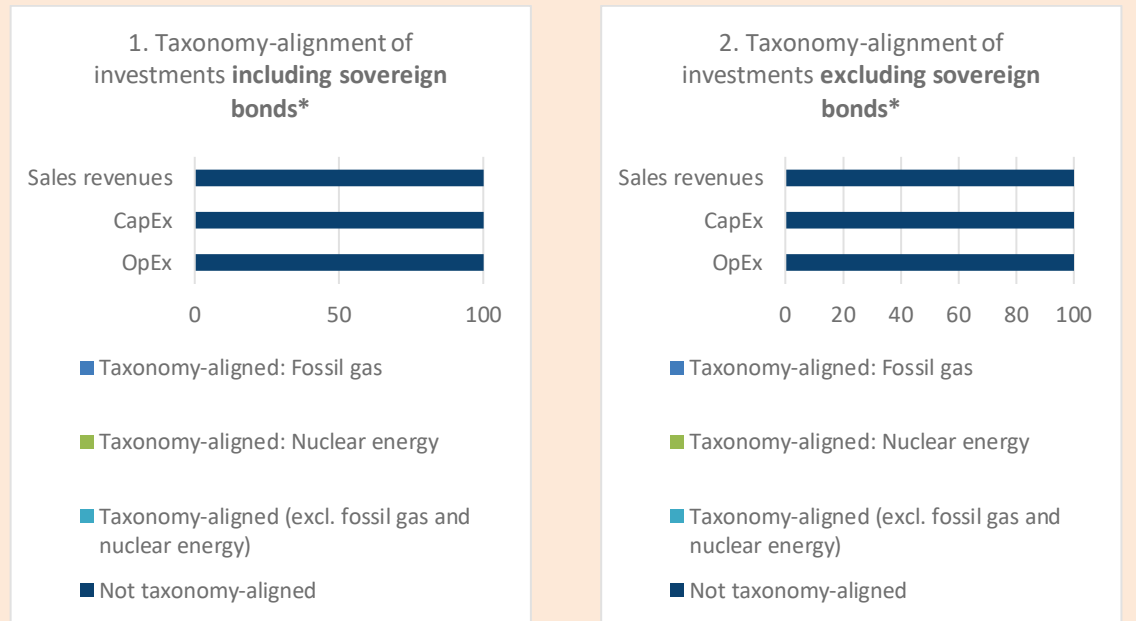 1. Taxonomy-alignment of
investments including sovereign
bonds*
Sales revenues
CapEx
OpEx
0 50 100
Taxonomy-aligned: Fossil gas
Taxonomy-aligned: Nuclear energy
Taxonomy-aligned (excl. fossil gas and
nuclear energy)
Not taxonomy-aligned
2. Taxonomy-alignment of
investments excluding sovereign
bonds*
Sales revenues
CapEx
OpEx
0 20 40 60 80 100
Taxonomy-aligned: Fossil gas
Taxonomy-aligned: Nuclear energy
Taxonomy-aligned (excl. fossil gas and
nuclear energy)
Not taxonomy-aligned